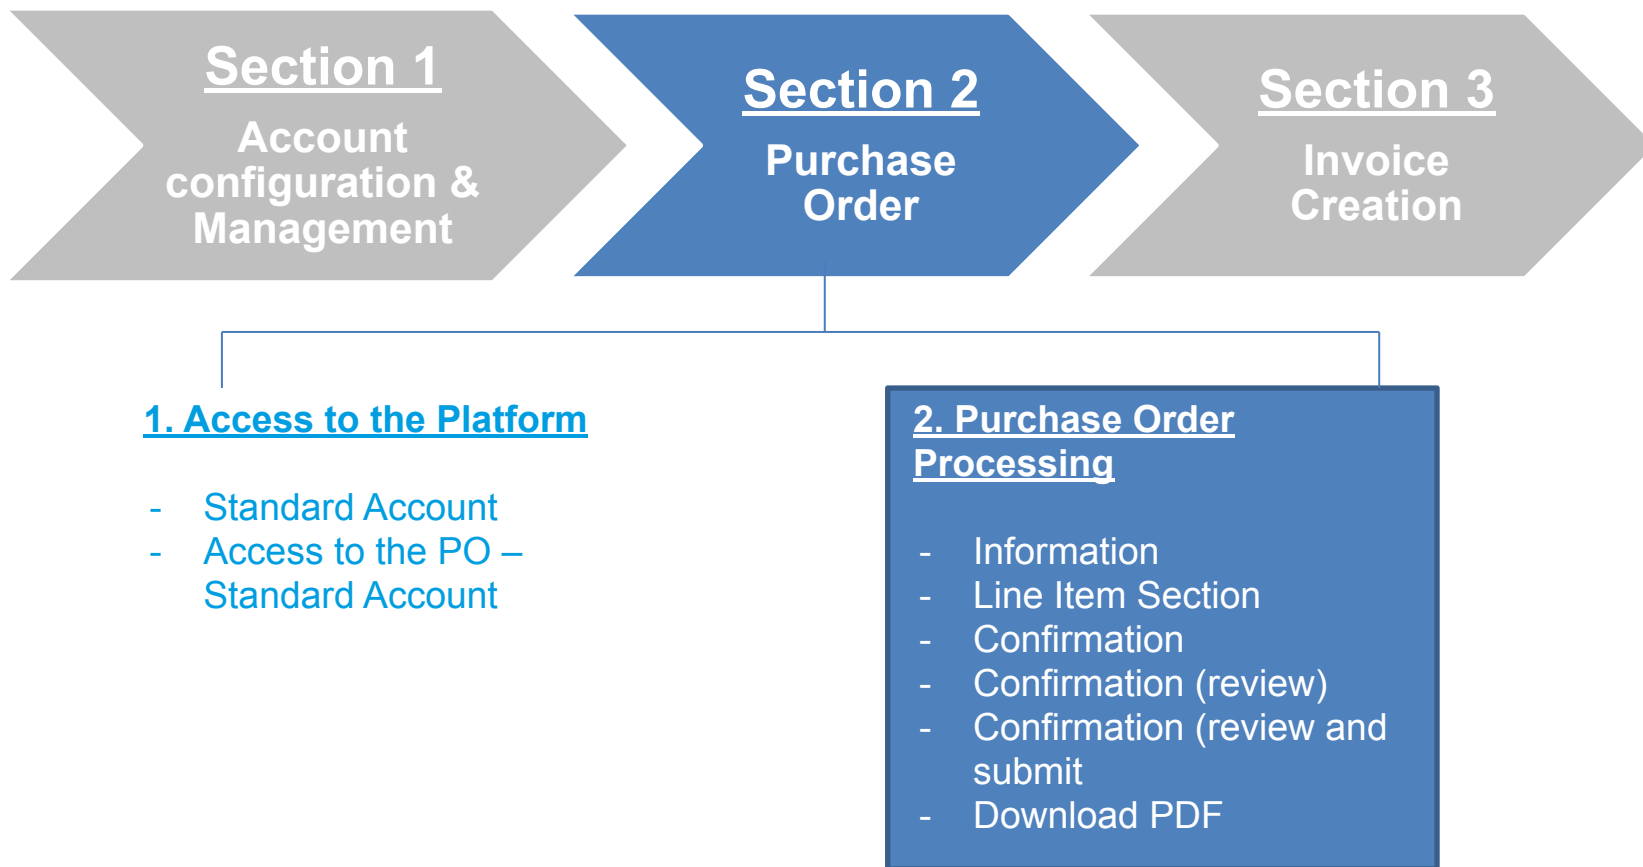 Section 1
Account
configuration &
Management
Section 2
Purchase
Order
Section 3
Invoice
Creation
1. Access to the Platform
- Standard Account
- Access to the PO –
Standard Account
2. Purchase Order
Processing
- Information
- Line Item Section
- Confirmation
- Confirmation (review)
- Confirmation (review and
submit
- Download PDF